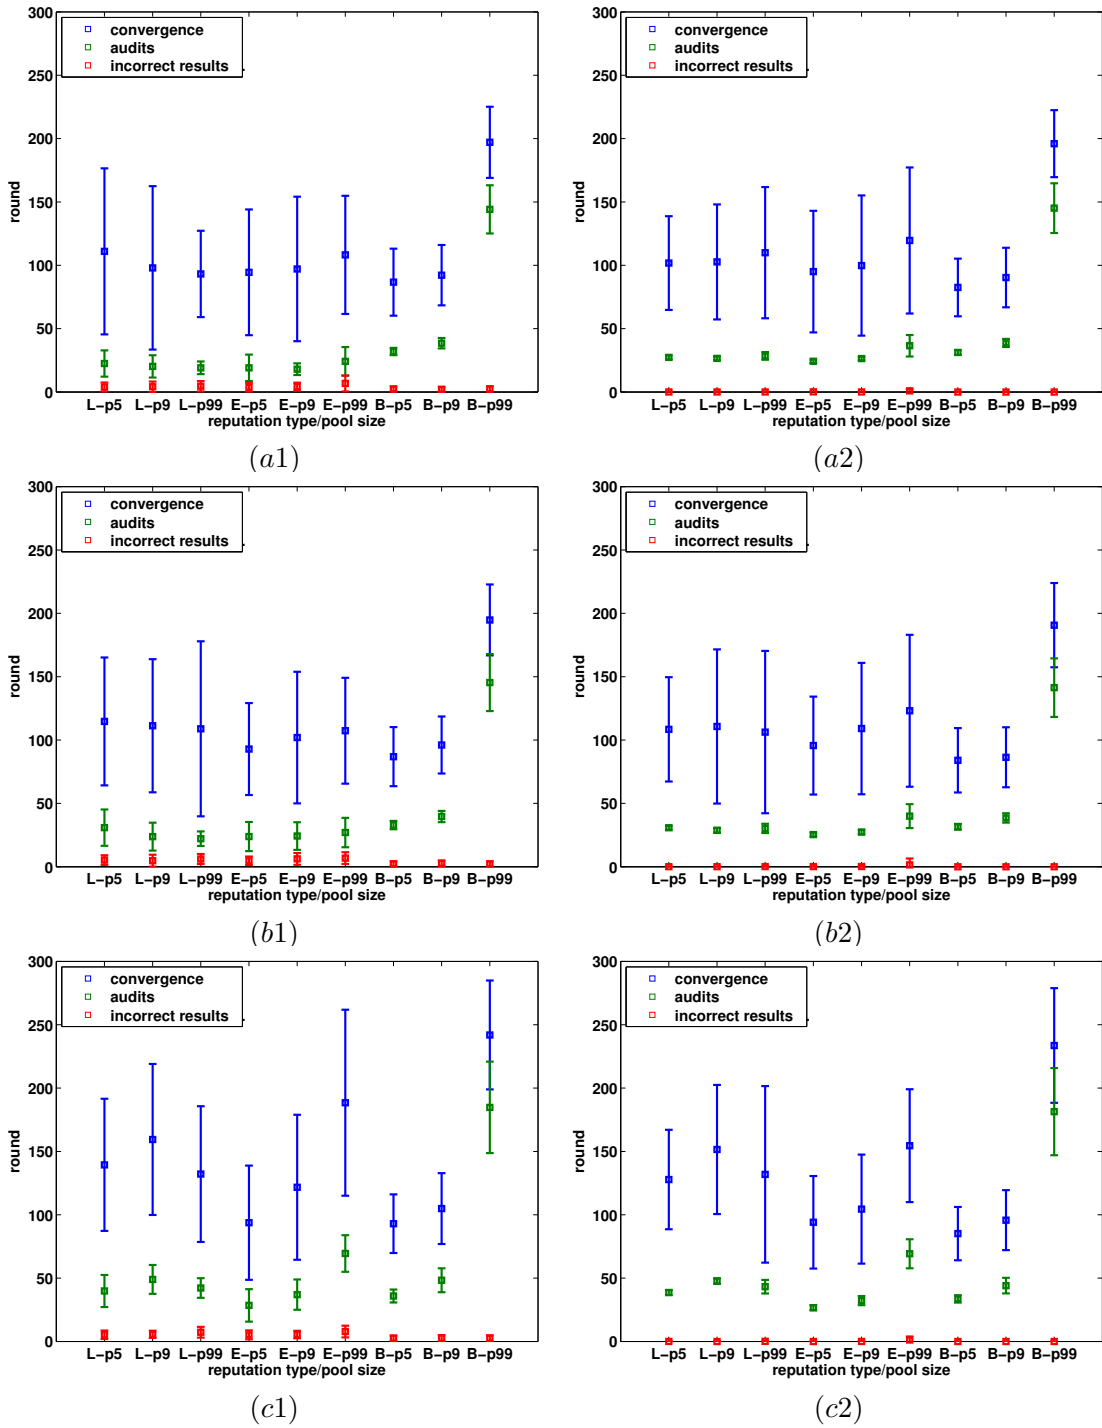 300
250
200
150
100
50
0
round
convergence
audits
incorrect results
L-p5 L-p9 L-p99 E-p5 E-p9 E-p99 B-p5 B-p9 B-p99
reputation type/pool size
(a1)
300
250
200
150
100
50
0
round
convergence
audits
incorrect results
L-p5 L-p9 L-p99 E-p5 E-p9 E-p99 B-p5 B-p9 B-p99
reputation type/pool size
(a2)
300
250
200
150
100
50
0
round
convergence
audits
incorrect results
L-p5 L-p9 L-p99 E-p5 E-p9 E-p99 B-p5 B-p9 B-p99
reputation type/pool size
(b1)
300
250
200
150
100
50
0
round
convergence
audits
incorrect results
L-p5 L-p9 L-p99 E-p5 E-p9 E-p99 B-p5 B-p9 B-p99
reputation type/pool size
(b2)
300
250
200
150
100
50
0
round
convergence
audits
incorrect results
L-p5 L-p9 L-p99 E-p5 E-p9 E-p99 B-p5 B-p9 B-p99
reputation type/pool size
(c1)
300
250
200
150
100
50
0
round
convergence
audits
incorrect results
L-p5 L-p9 L-p99 E-p5 E-p9 E-p99 B-p5 B-p9 B-p99
reputation type/pool size
(c2)